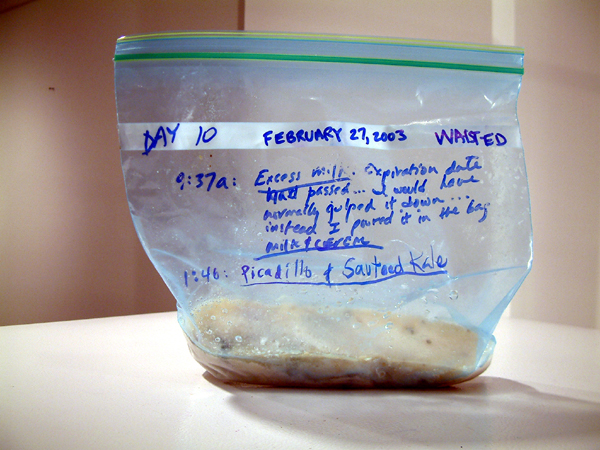 DAY 10 FEBRUARY 27, 2003 WASTED
9:37a: Excess milk. Expiration date
had passed... I would have
normally gulped it down...
instead I poured it in the bag
milk & cereal
1:46: Picadillo & Sauteed Kale